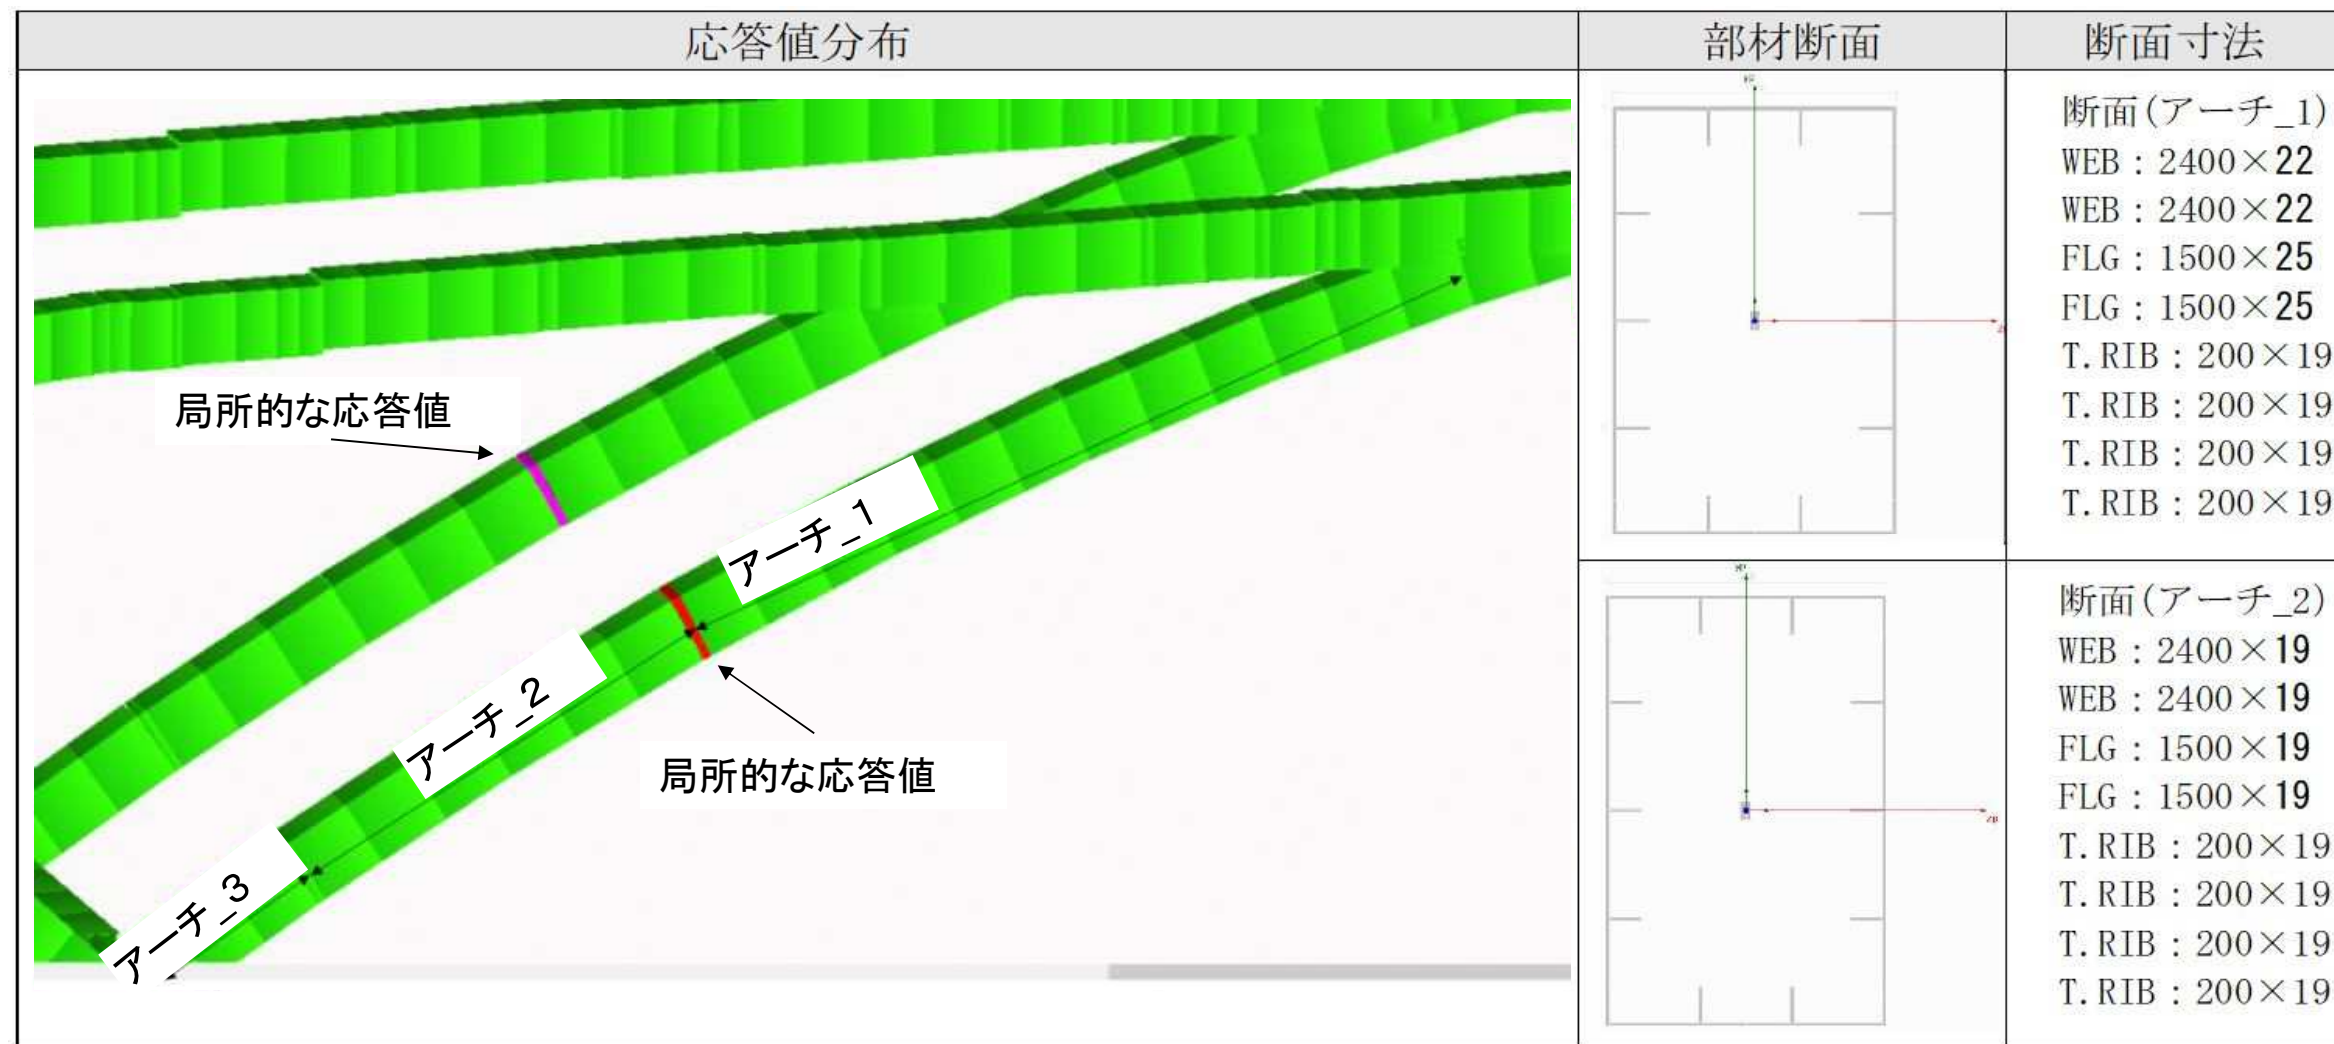 応答値分布
部材断面
断面寸法
局所的な応答値
アーチ_1
アーチ_2
局所的な応答値
アーチ_3
断面(アーチ_1)
WEB：2400×22
WEB：2400×22
FLG：1500×25
FLG：1500×25
T.RIB：200×19
T.RIB：200×19
T.RIB：200×19
T.RIB：200×19
断面(アーチ_2)
WEB：2400×19
WEB：2400×19
FLG：1500×19
FLG：1500×19
T.RIB：200×19
T.RIB：200×19
T.RIB：200×19
T.RIB：200×19